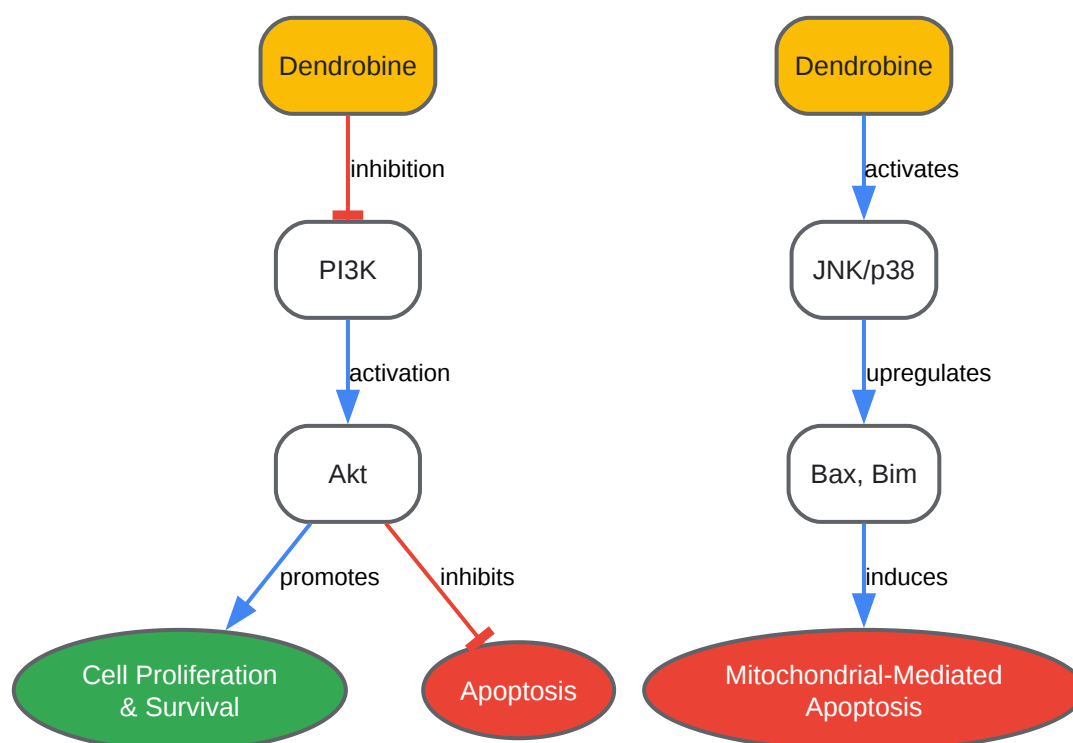 Dendrobine
inhibition
PI3K
activation
Akt
promotes
inhibits
Cell Proliferation
& Survival
Apoptosis
Dendrobine
activates
JNK/p38
upregulates
Bax, Bim
induces
Mitochondrial-Mediated
Apoptosis